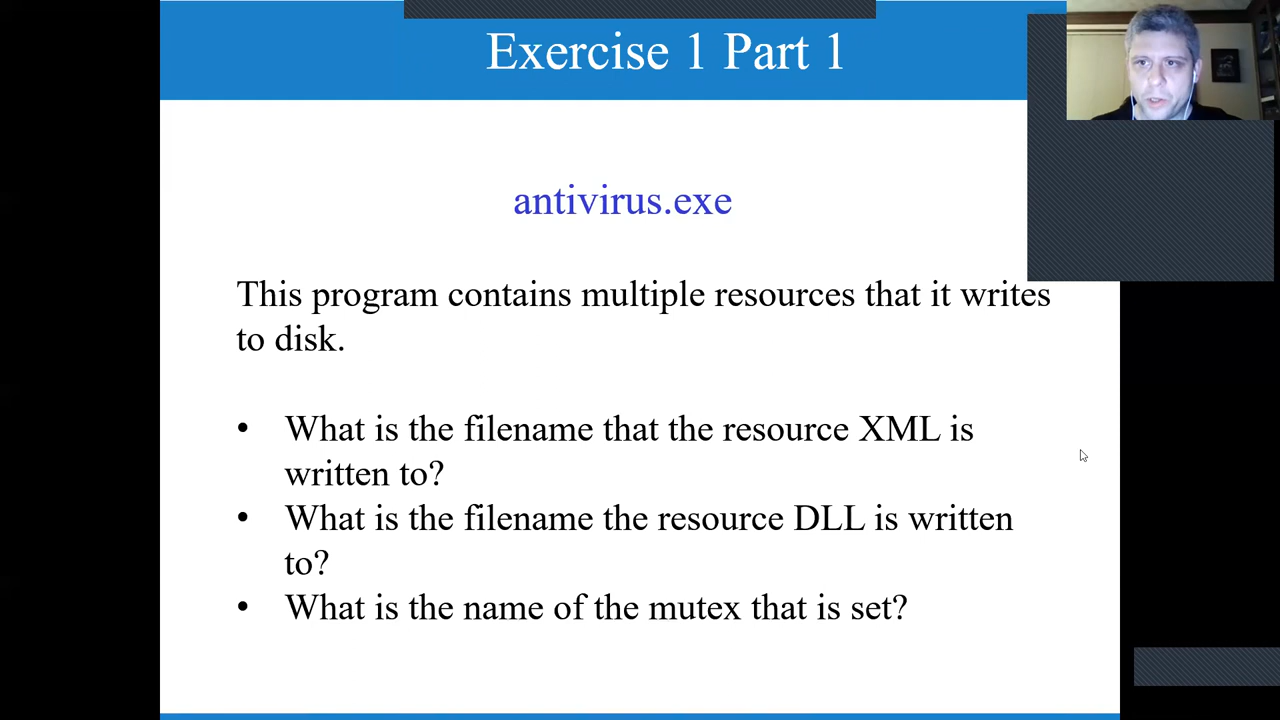 Exercise 1 Part 1
antivirus.exe
This program contains multiple resources that it writes
to disk.
• What is the filename that the resource XML is
written to?
• What is the filename the resource DLL is written
to?
• What is the name of the mutex that is set?